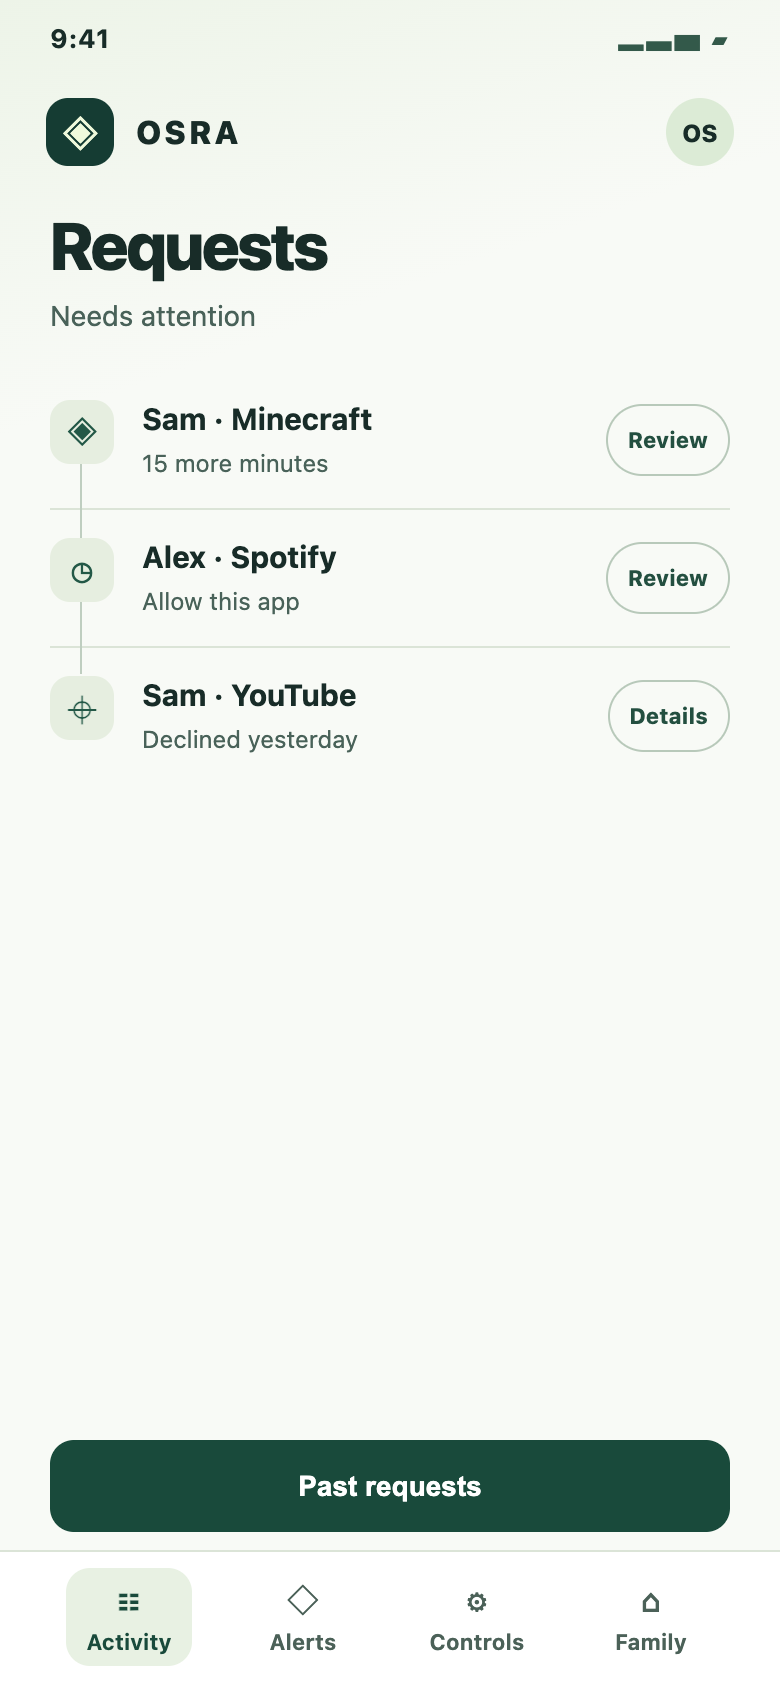 9:41
OSRA
OS
Requests
Needs attention
Sam · Minecraft
15 more minutes
Review
Alex · Spotify
Allow this app
Review
Sam · YouTube
Declined yesterday
Details
Past requests
Activity
Alerts
Controls
Family